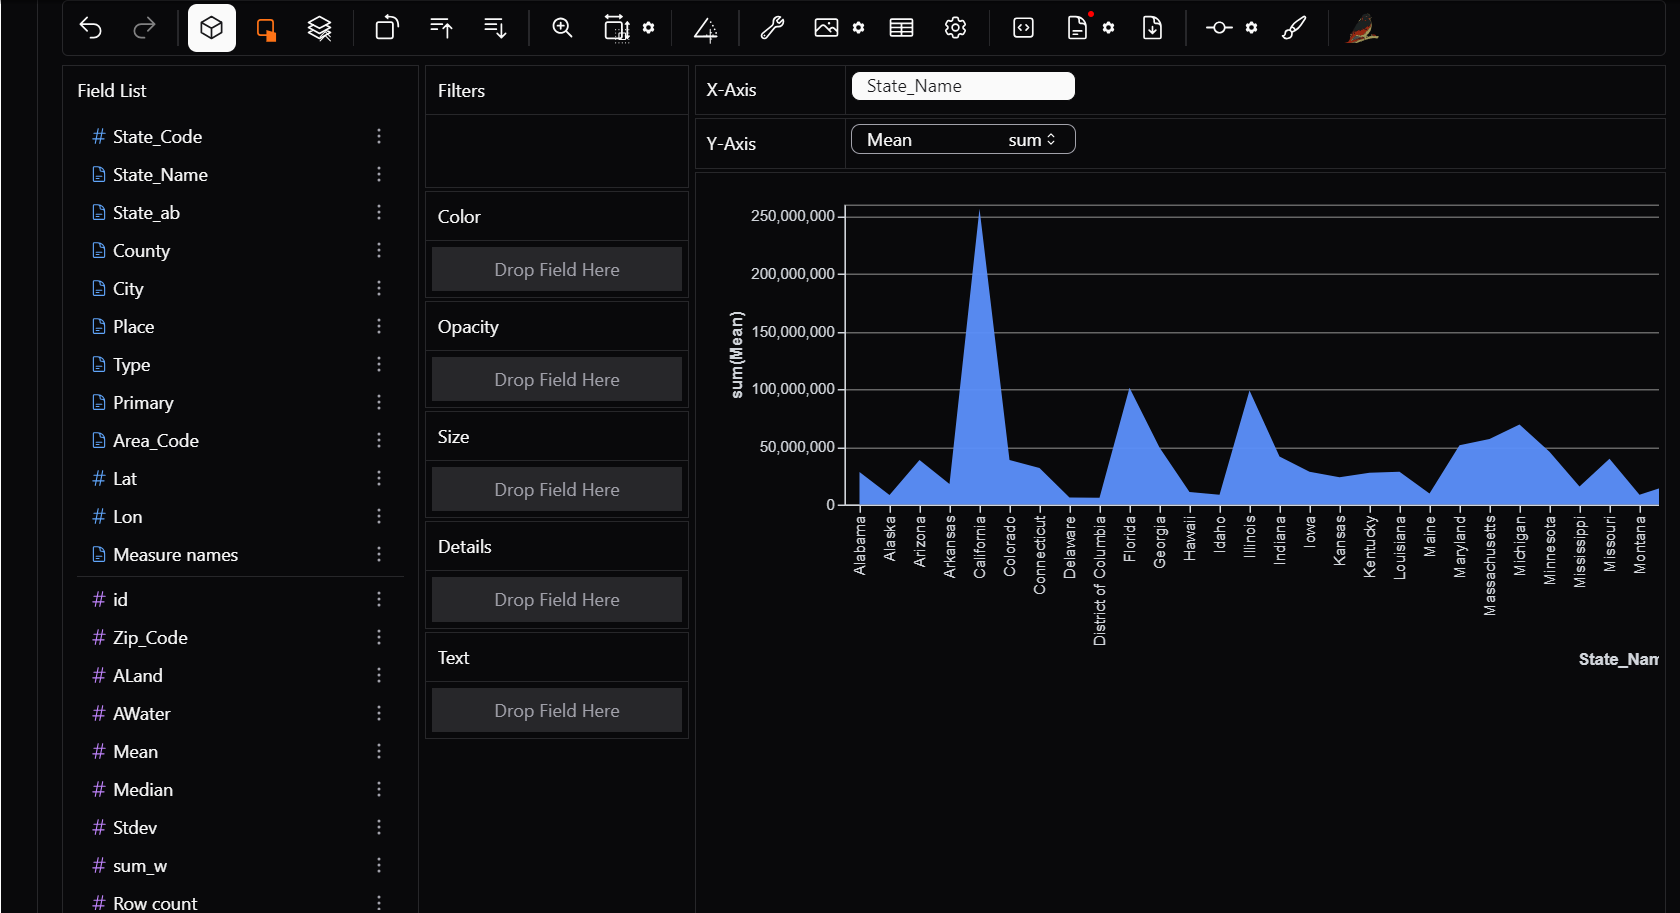 Field List
State_Code
State_Name
State_ab
County
City
Place
Type
Primary
Area_Code
Lat
Lon
Measure names
id
Zip_Code
ALand
AWater
Mean
Median
Stdev
sum_w
Row count
Filters
Color
Drop Field Here
Opacity
Drop Field Here
Size
Drop Field Here
Details
Drop Field Here
Text
Drop Field Here
X-Axis
State_Name
Y-Axis
Mean sum
sum(Mean)
250,000,000
200,000,000
150,000,000
100,000,000
50,000,000
0
Alabama
Alaska
Arizona
Arkansas
California
Colorado
Connecticut
Delaware
District of Columbia
Florida
Georgia
Hawaii
Idaho
Illinois
Indiana
Iowa
Kansas
Kentucky
Louisiana
Maine
Maryland
Massachusetts
Michigan
Minnesota
Mississippi
Missouri
Montana
State_Nam